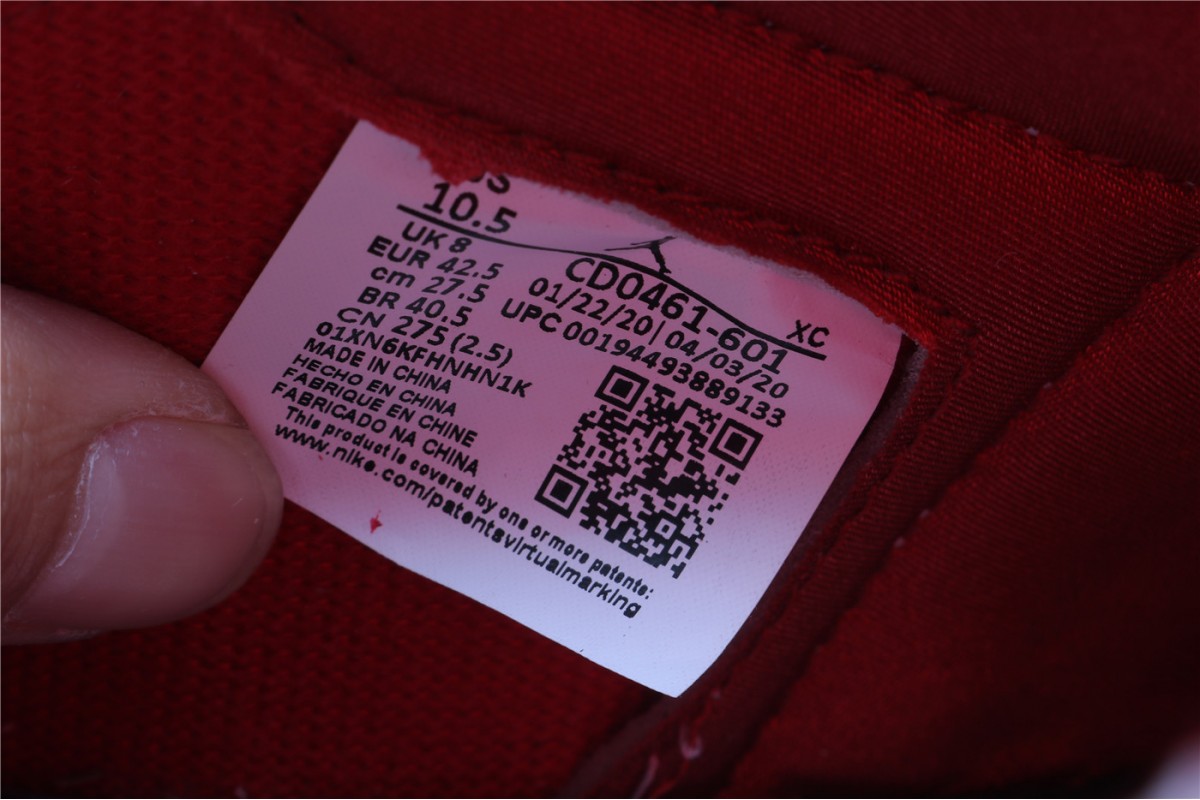 10.5
UK 8
EUR 42.5
cm 27.5
BR 40.5
CN 275 (2.5)
01XN6KFHNHN1K
MADE IN CHINA
HECHO EN CHINA
FABRIQUE EN CHINE
FABRICADO NA CHINA
This product is covered by one or more patents:
www.nike.com/patentsvirtualmarking
XC
CD0461-601
01/22/20 | 04/03/20
UPC 00194493889133